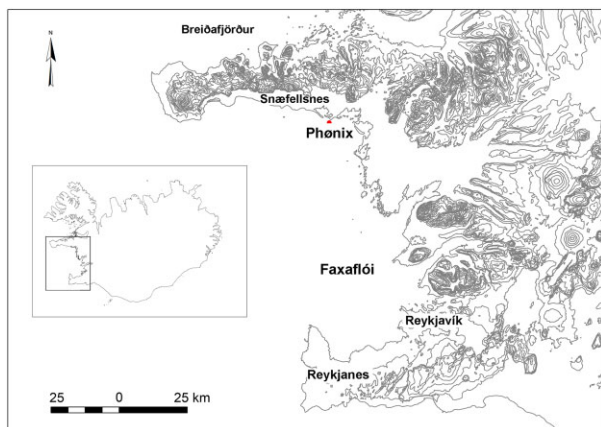 N
Breiðafjörður
Snæfellsnes
Phønix
Faxaflói
Reykjavík
Reykjanes
25 0 25 km